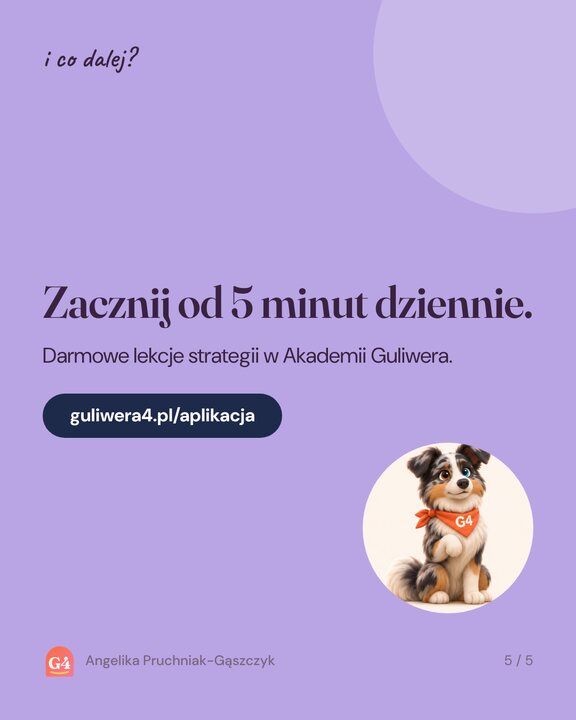 i co dalej?
Zacznij od 5 minut dziennie.
Darmowe lekcje strategii w Akademii Guliwera.
guliwera4.pl/aplikacja
G4
G4
Angelika Pruchniak-Gąszczyk
5 / 5